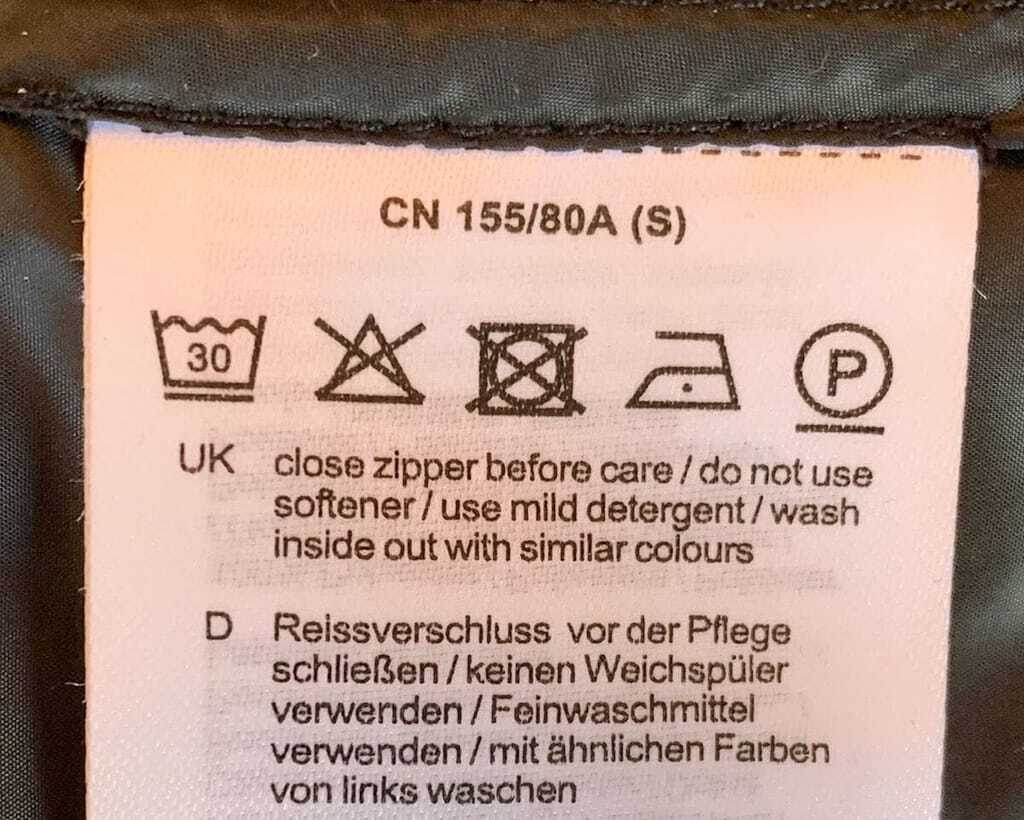 CN 155/80A (S)
30 P
UK close zipper before care / do not use
softener / use mild detergent / wash
inside out with similar colours
D Reissverschluss vor der Pflege
schließen / keinen Weichspüler
verwenden / Feinwaschmittel
verwenden / mit ähnlichen Farben
von links waschen